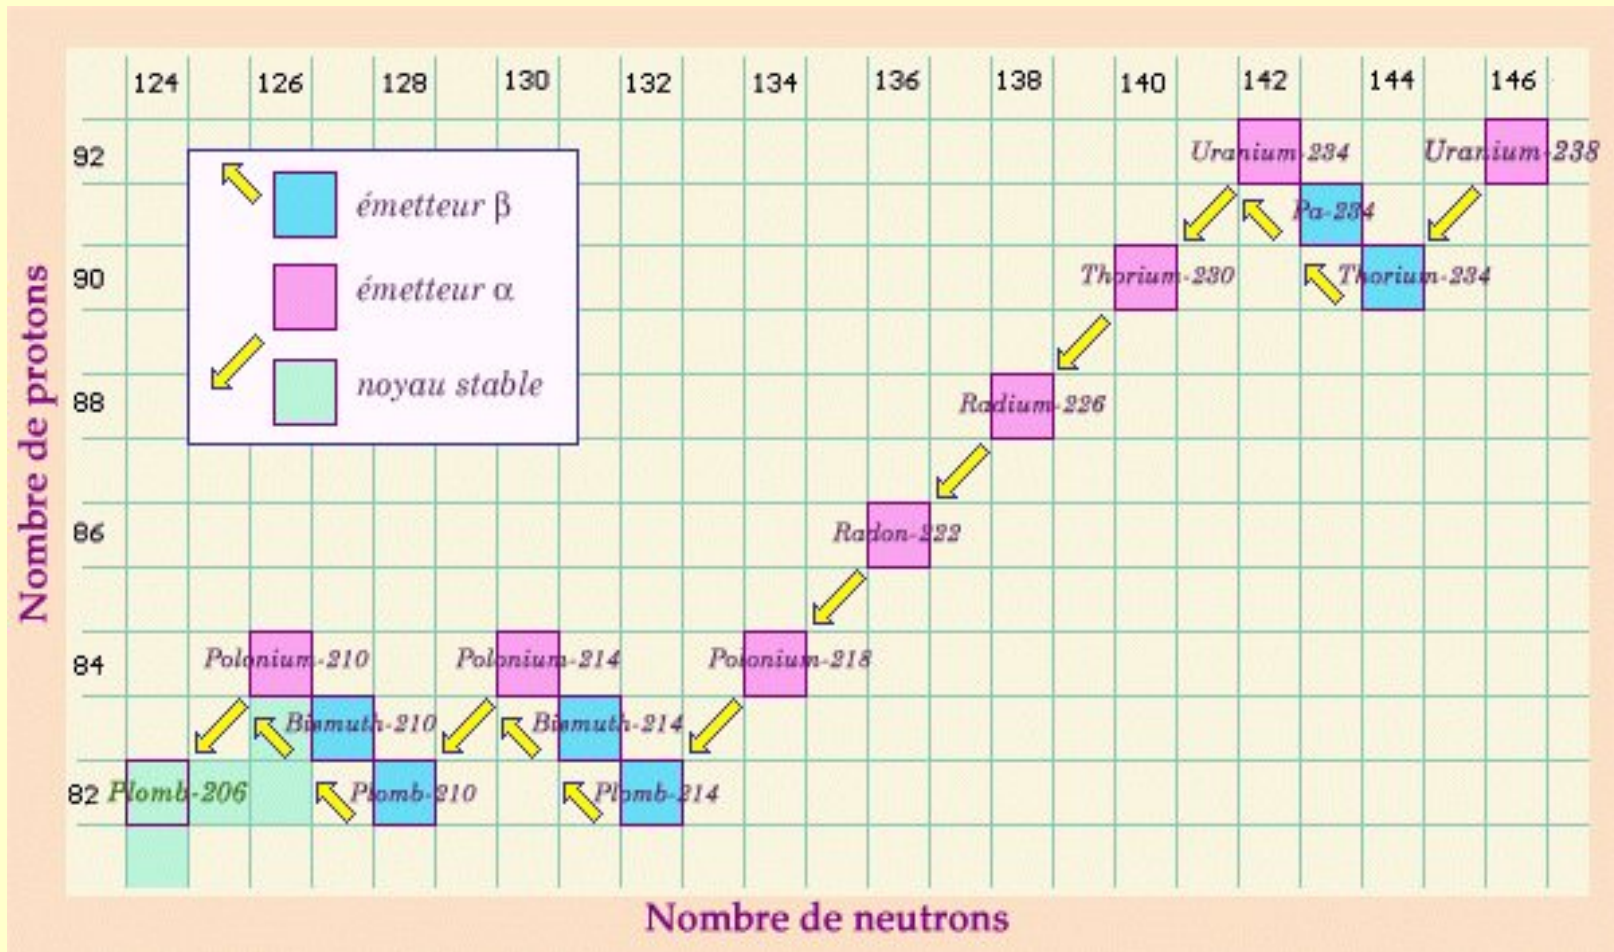 124 126 128 130 132 134 136 138 140 142 144 146
92 Uranium-234 Uranium-238
émetteur β
Pa-234
90 Thorium-230 Thorium-234
émetteur α
noyau stable
88 Radium-226
86 Radon-222
84 Polonium-210 Polonium-214 Polonium-218
Bismuth-210 Bismuth-214
82 Plomb-206 Plomb-210 Plomb-214
Nombre de protons
Nombre de neutrons